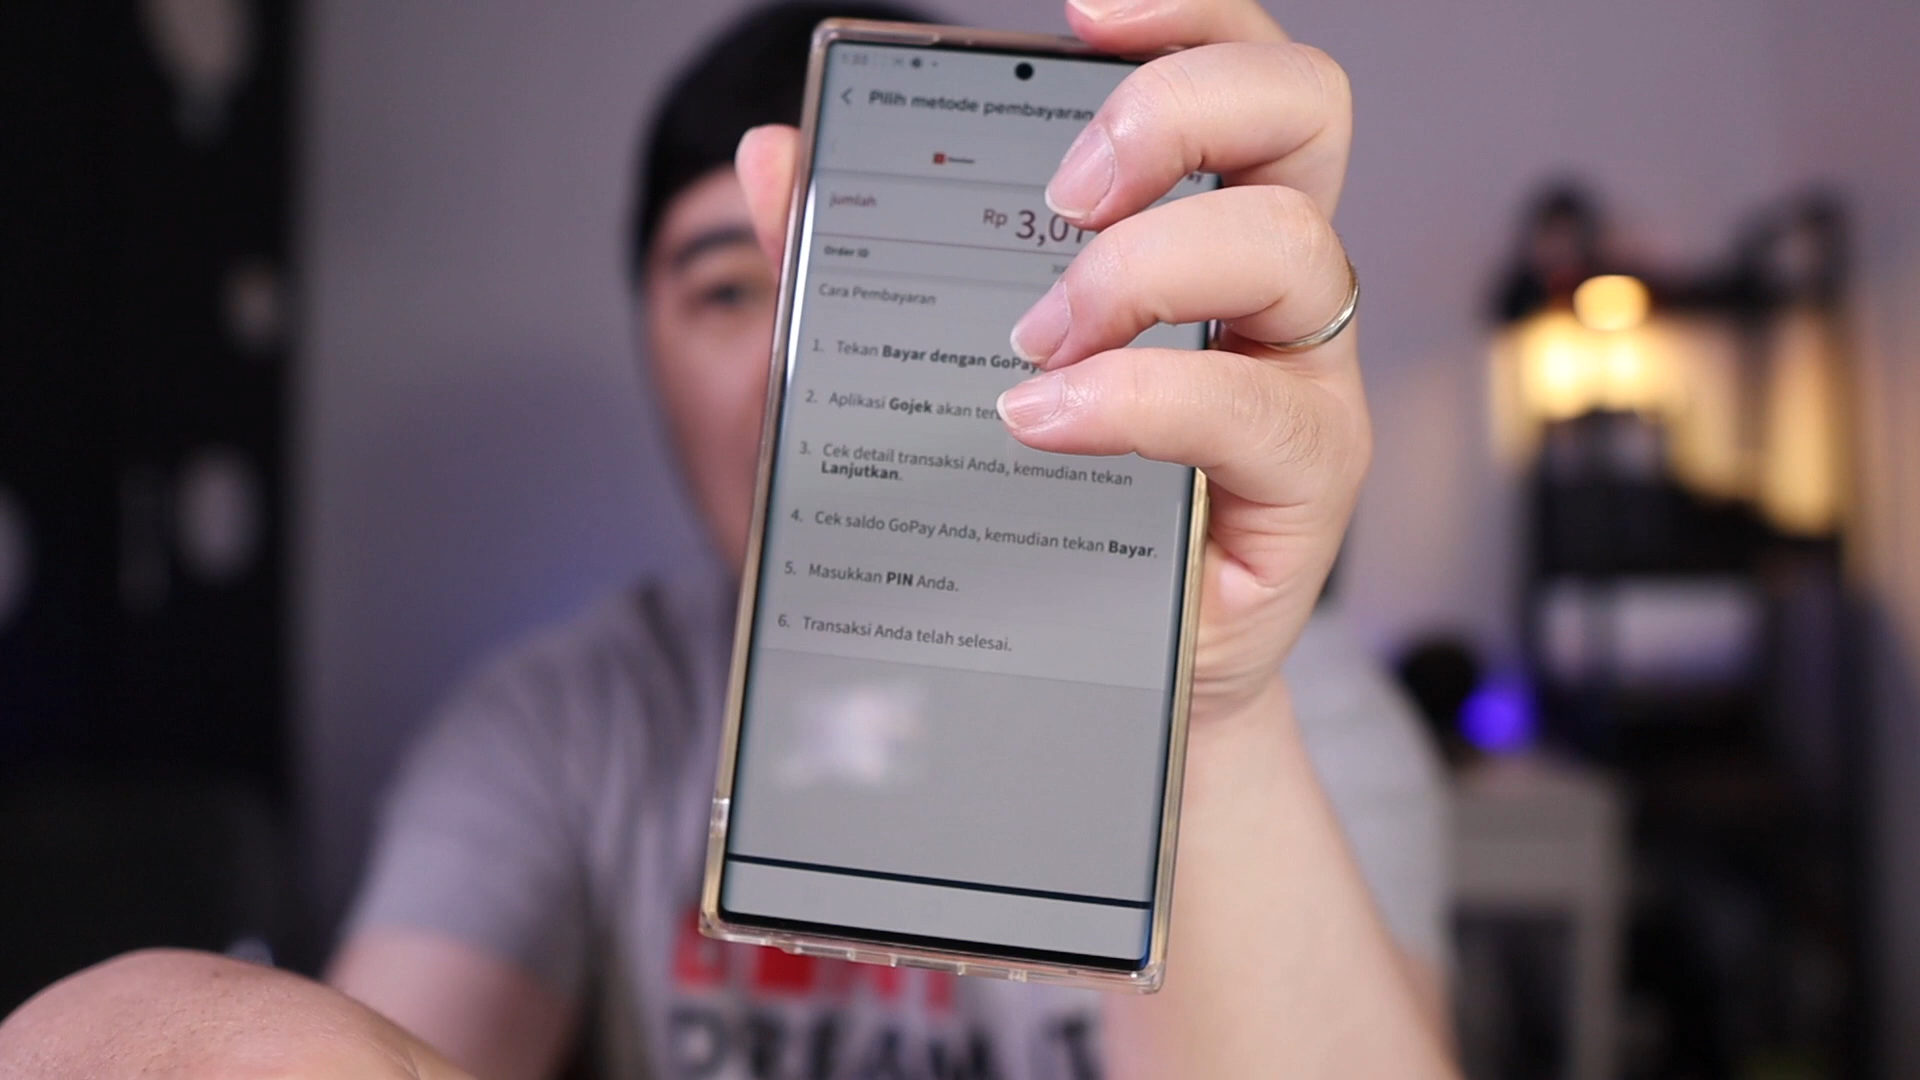 Pilih metode pembayaran
Jumlah
Rp 3,07
Order ID
Cara Pembayaran
1. Tekan Bayar dengan GoPay
2. Aplikasi Gojek akan
3. Cek detail transaksi Anda, kemudian tekan
Lanjutkan.
4. Cek saldo GoPay Anda, kemudian tekan Bayar.
5. Masukkan PIN Anda.
6. Transaksi Anda telah selesai.
DREAM